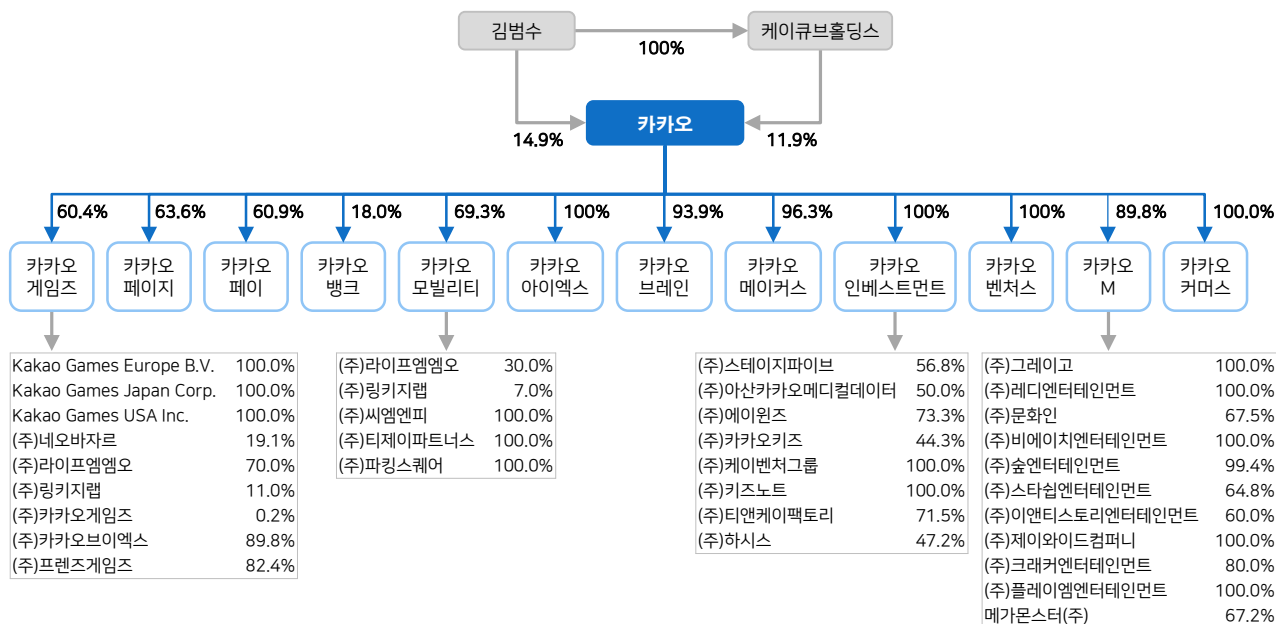 김범수
케이큐브홀딩스
100%
카카오
14.9%
11.9%
60.4%
63.6%
60.9%
18.0%
69.3%
100%
93.9%
96.3%
100%
100%
89.8%
100.0%
카카오
게임즈
카카오
페이지
카카오
페이
카카오
뱅크
카카오
모빌리티
카카오
아이엑스
카카오
브레인
카카오
메이커스
카카오
인베스트먼트
카카오
벤처스
카카오
M
카카오
커머스
Kakao Games Europe B.V. 100.0%
Kakao Games Japan Corp. 100.0%
Kakao Games USA Inc. 100.0%
(주)네오바자르 19.1%
(주)라이프엠엠오 70.0%
(주)링키지랩 11.0%
(주)카카오게임즈 0.2%
(주)카카오브이엑스 89.8%
(주)프렌즈게임즈 82.4%
(주)라이프엠엠오 30.0%
(주)링키지랩 7.0%
(주)씨엠엔피 100.0%
(주)티제이파트너스 100.0%
(주)파킹스퀘어 100.0%
(주)스테이지파이브 56.8%
(주)아산카카오메디컬데이터 50.0%
(주)에이윈즈 73.3%
(주)카카오키즈 44.3%
(주)케이벤처그룹 100.0%
(주)키즈노트 100.0%
(주)티앤케이팩토리 71.5%
(주)하시스 47.2%
(주)그레이고 100.0%
(주)레디엔터테인먼트 100.0%
(주)문화인 67.5%
(주)비에이치엔터테인먼트 100.0%
(주)숲엔터테인먼트 99.4%
(주)스타쉽엔터테인먼트 64.8%
(주)이앤티스토리엔터테인먼트 60.0%
(주)제이와이드컴퍼니 100.0%
(주)크래커엔터테인먼트 80.0%
(주)플레이엠엔터테인먼트 100.0%
메가몬스터(주) 67.2%